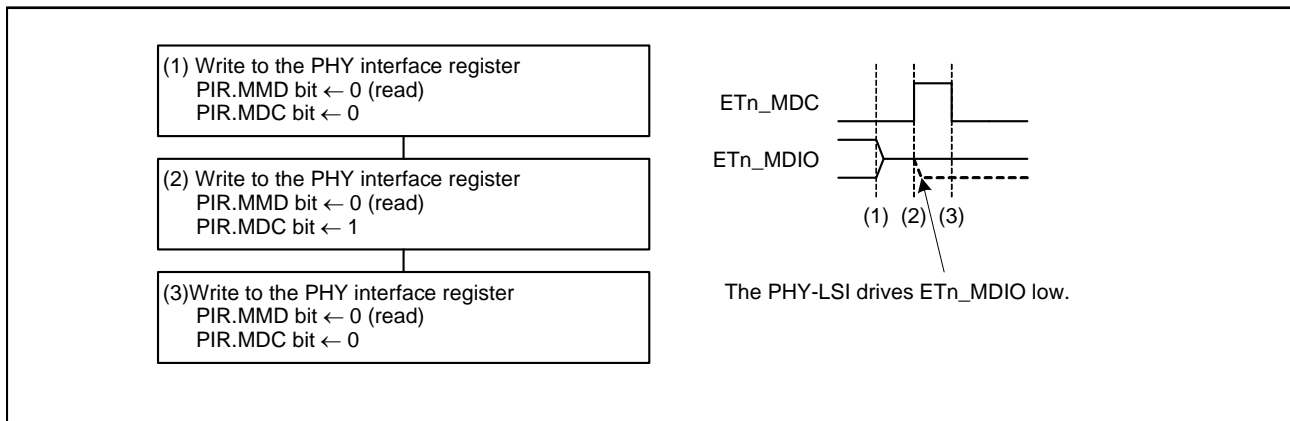 (1) Write to the PHY interface register
PIR.MMD bit ← 0 (read)
PIR.MDC bit ← 0
(2) Write to the PHY interface register
PIR.MMD bit ← 0 (read)
PIR.MDC bit ← 1
(3)Write to the PHY interface register
PIR.MMD bit ← 0 (read)
PIR.MDC bit ← 0
ETn_MDC
ETn_MDIO
(1) (2) (3)
The PHY-LSI drives ETn_MDIO low.